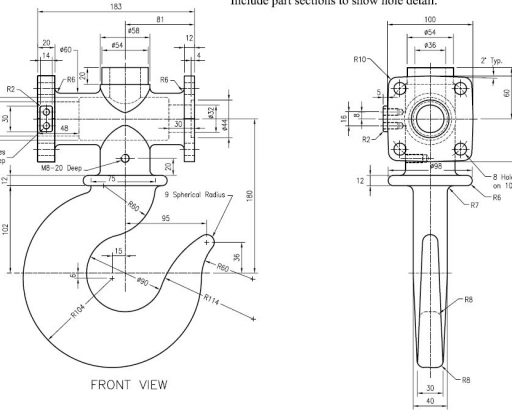 Include part sections to show hole detail.
183
81
ø58
ø54
12
4
20
14
ø60
20
R6
R6
R2
30
48
30
ø32
ø44
M8-20 Deep
20
12
75
R60
9 Spherical Radius
95
180
102
15
36
6
ø90
R60
R104
R114
FRONT VIEW
100
ø54
ø36
R10
2° Typ.
5
60
16
8
R2
ø98
12
8 Hol
on 10
R6
R7
R8
R8
30
40